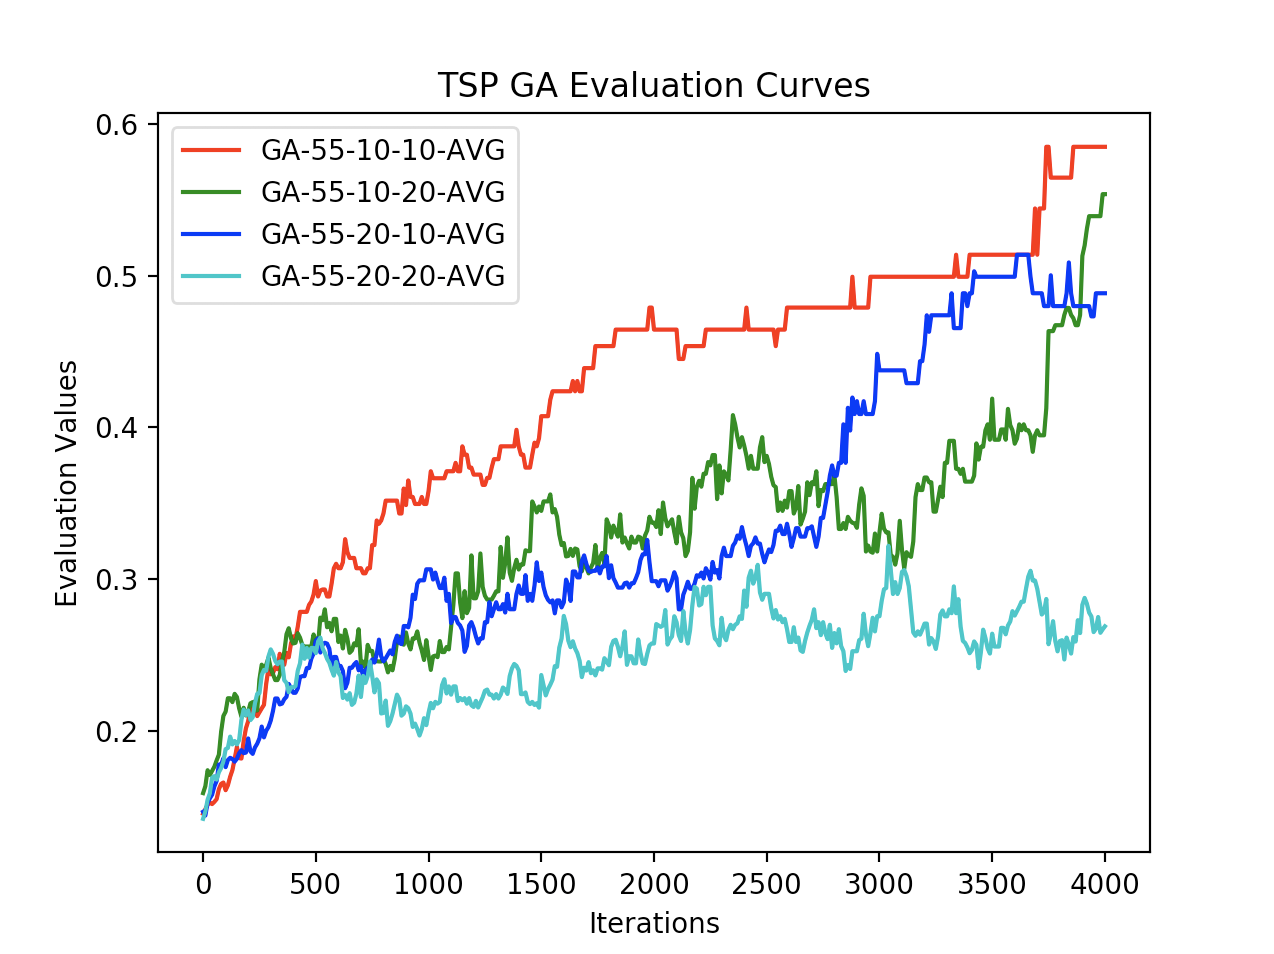 TSP GA Evaluation Curves
GA-55-10-10-AVG
GA-55-10-20-AVG
GA-55-20-10-AVG
GA-55-20-20-AVG
Evaluation Values
0.6
0.5
0.4
0.3
0.2
0 500 1000 1500 2000 2500 3000 3500 4000
Iterations